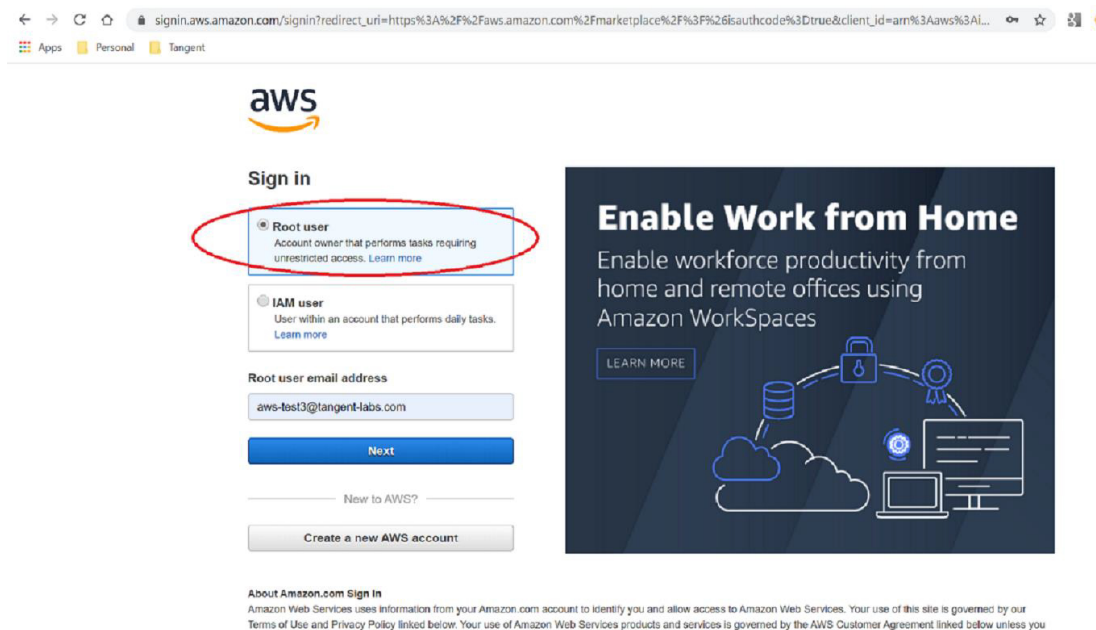 signin.aws.amazon.com/signin?redirect_uri=https%3A%2F%2Faws.amazon.com%2Fmarketplace%2F%3F%26isauthcode%3Dtrue&client_id=arn%3Aaws%3Ai...
Apps Personal Tangent
aws
Sign in
Root user
Account owner that performs tasks requiring
unrestricted access. Learn more
IAM user
User within an account that performs daily tasks.
Learn more
Root user email address
aws-test3@tangent-labs.com
Next
New to AWS?
Create a new AWS account
Enable Work from Home
Enable workforce productivity from
home and remote offices using
Amazon WorkSpaces
LEARN MORE
About Amazon.com Sign In
Amazon Web Services uses information from your Amazon.com account to identify you and allow access to Amazon Web Services. Your use of this site is governed by our
Terms of Use and Privacy Policy linked below. Your use of Amazon Web Services products and services is governed by the AWS Customer Agreement linked below unless you